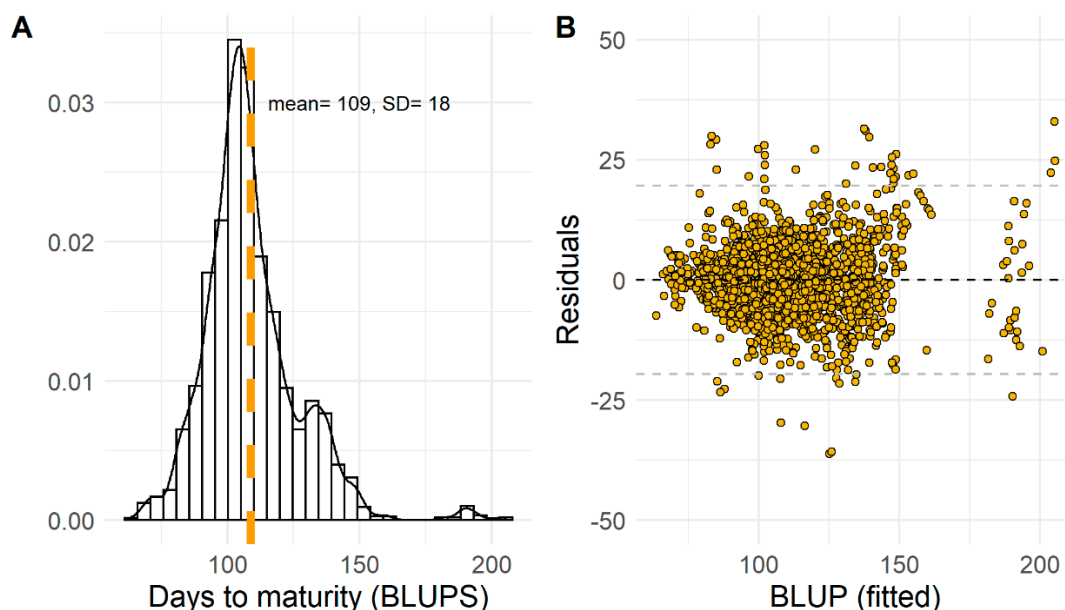 A
mean= 109, SD= 18
0.03
0.02
0.01
0.00
100
150
200
Days to maturity (BLUPS)
B
50
25
0
-25
-50
Residuals
100
150
200
BLUP (fitted)